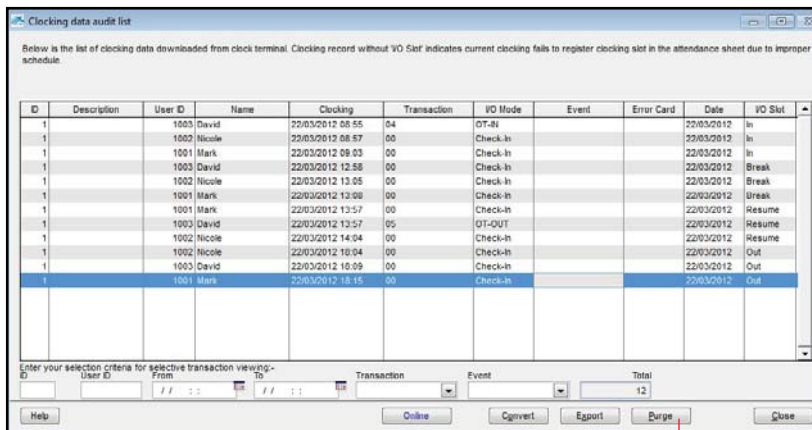 Clocking data audit list
Below is the list of clocking data downloaded from clock terminal. Clocking record without 'I/O Slot' indicates current clocking fails to register clocking slot in the attendance sheet due to improper
schedule.
ID Description User ID Name Clocking Transaction I/O Mode Event Error Card Date I/O Slot
1 1003 David 22/03/2012 08:55 04 OT-IN 22/03/2012 In
1 1002 Nicole 22/03/2012 08:57 00 Check-In 22/03/2012 In
1 1001 Mark 22/03/2012 09:03 00 Check-In 22/03/2012 In
1 1003 David 22/03/2012 12:58 00 Check-In 22/03/2012 Break
1 1002 Nicole 22/03/2012 13:05 00 Check-In 22/03/2012 Break
1 1001 Mark 22/03/2012 13:08 00 Check-In 22/03/2012 Break
1 1001 Mark 22/03/2012 13:57 00 Check-In 22/03/2012 Resume
1 1003 David 22/03/2012 13:57 05 OT-OUT 22/03/2012 Resume
1 1002 Nicole 22/03/2012 14:04 00 Check-In 22/03/2012 Resume
1 1002 Nicole 22/03/2012 18:04 00 Check-In 22/03/2012 Out
1 1003 David 22/03/2012 18:09 00 Check-In 22/03/2012 Out
1 1001 Mark 22/03/2012 18:15 00 Check-In 22/03/2012 Out
Enter your selection criteria for selective transaction viewing:-
ID User ID From To Transaction Event Total
/ / : : / / : : 12
Help Online Convert Export Purge Close